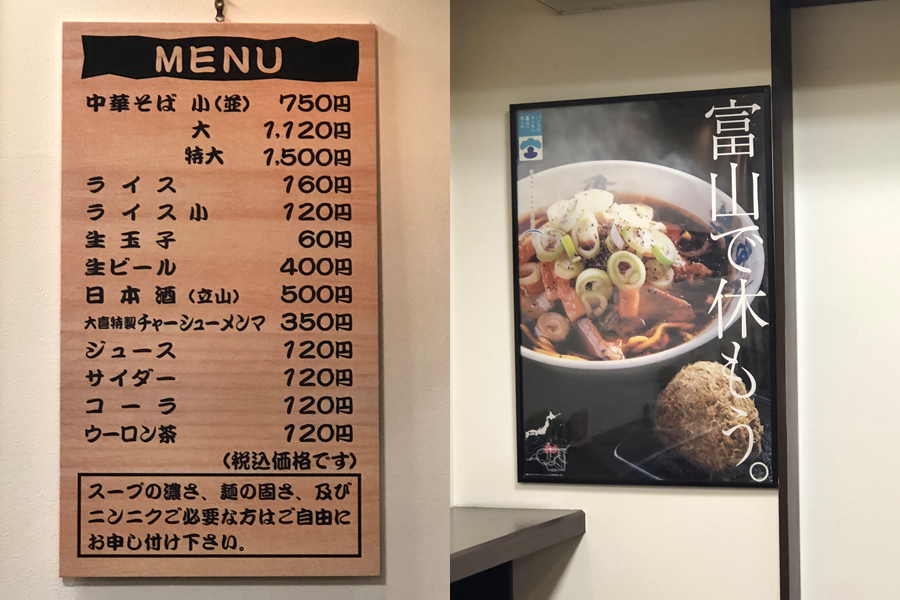 MENU
中華そば 小(並) 750円
大 1,120円
特大 1,500円
ライス 160円
ライス小 120円
生玉子 60円
生ビール 400円
日本酒(立山) 500円
大喜特製チャーシューメンマ 350円
ジュース 120円
サイダー 120円
コーラ 120円
ウーロン茶 120円
(税込価格です)
スープの濃さ、麺の固さ、及び
ニンニクご必要な方はご自由に
お申し付け下さい。
富山で休もう。